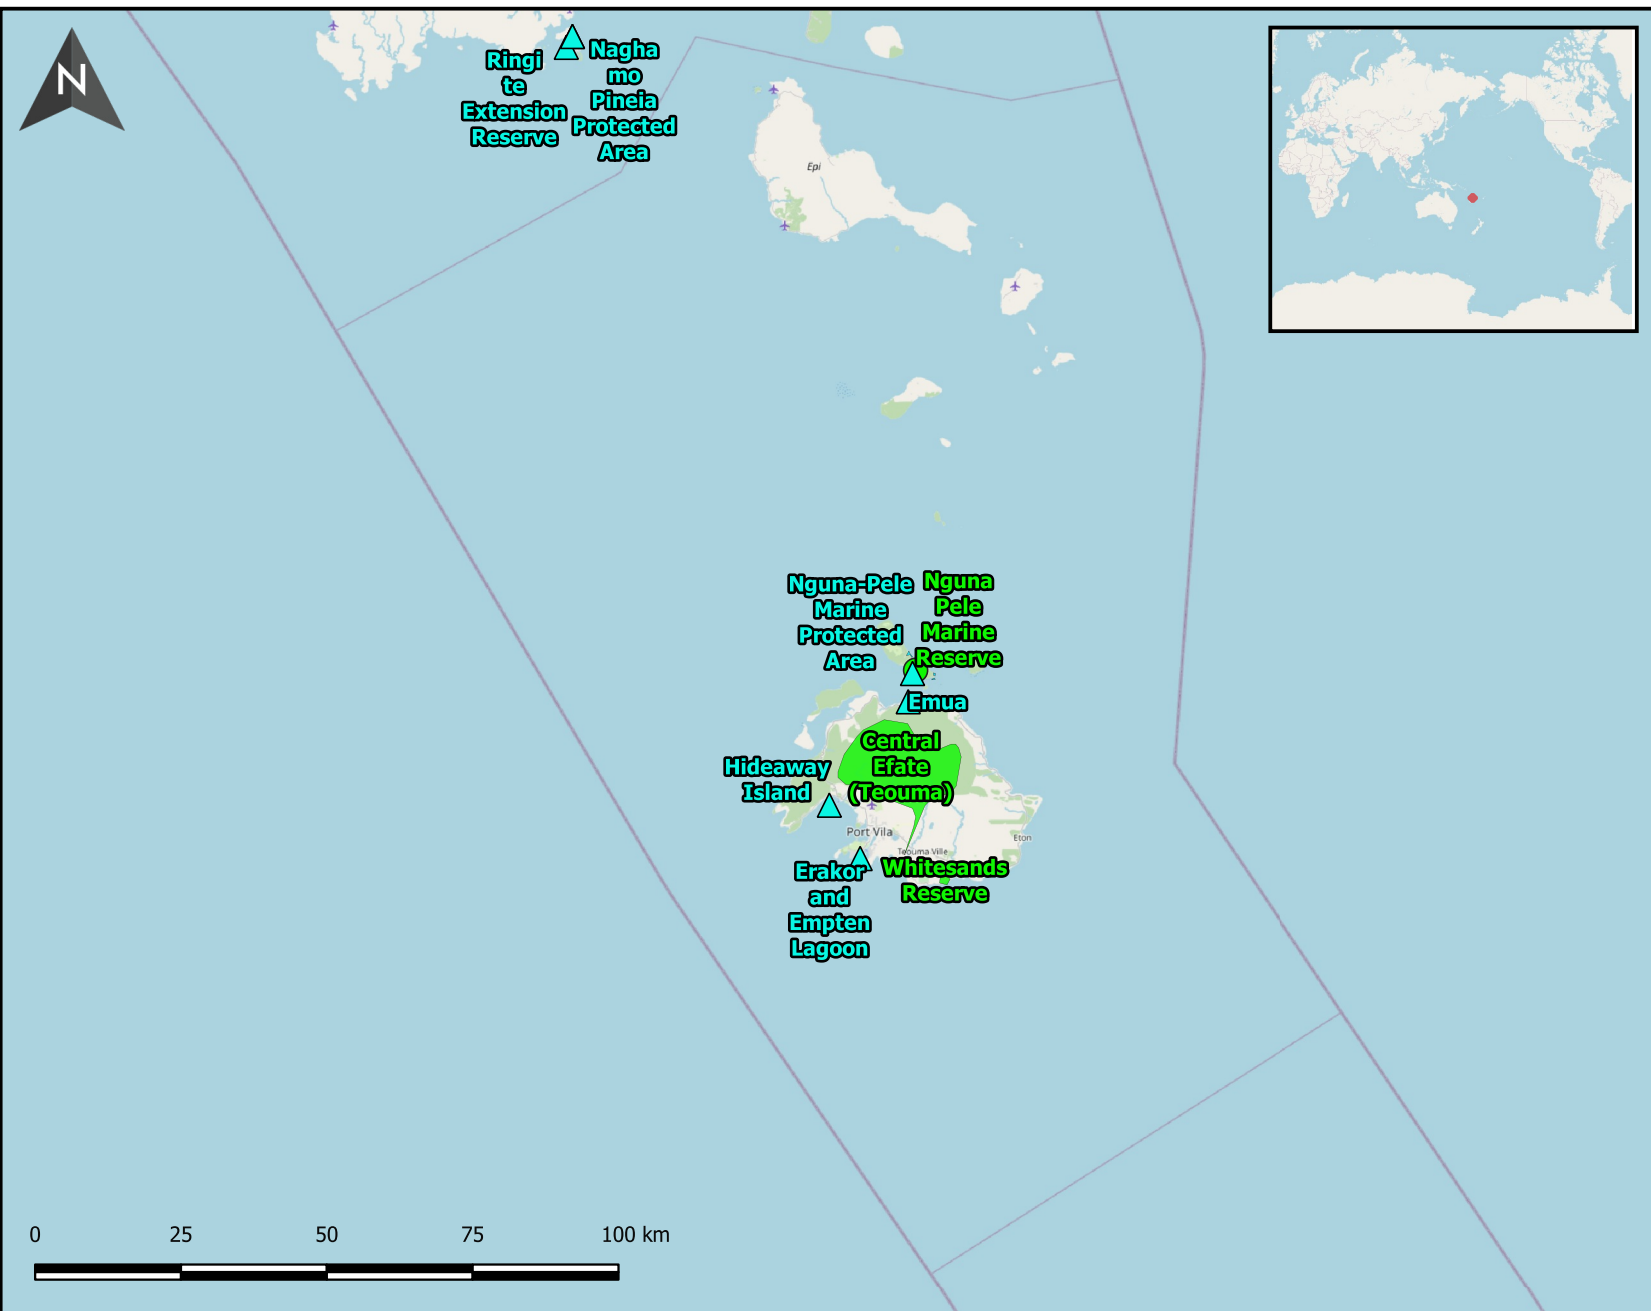 N
Ringi
te
Extension
Reserve
Nagha
mo
Pineia
Protected
Area
Epi
Nguna-Pele
Marine
Protected
Area
Nguna
Pele
Marine
Reserve
Emua
Central
Efate
(Teouma)
Hideaway
Island
Port Vila
Eton
Teouma Ville
Erakor
and
Empten
Lagoon
Whitesands
Reserve
0 25 50 75 100 km